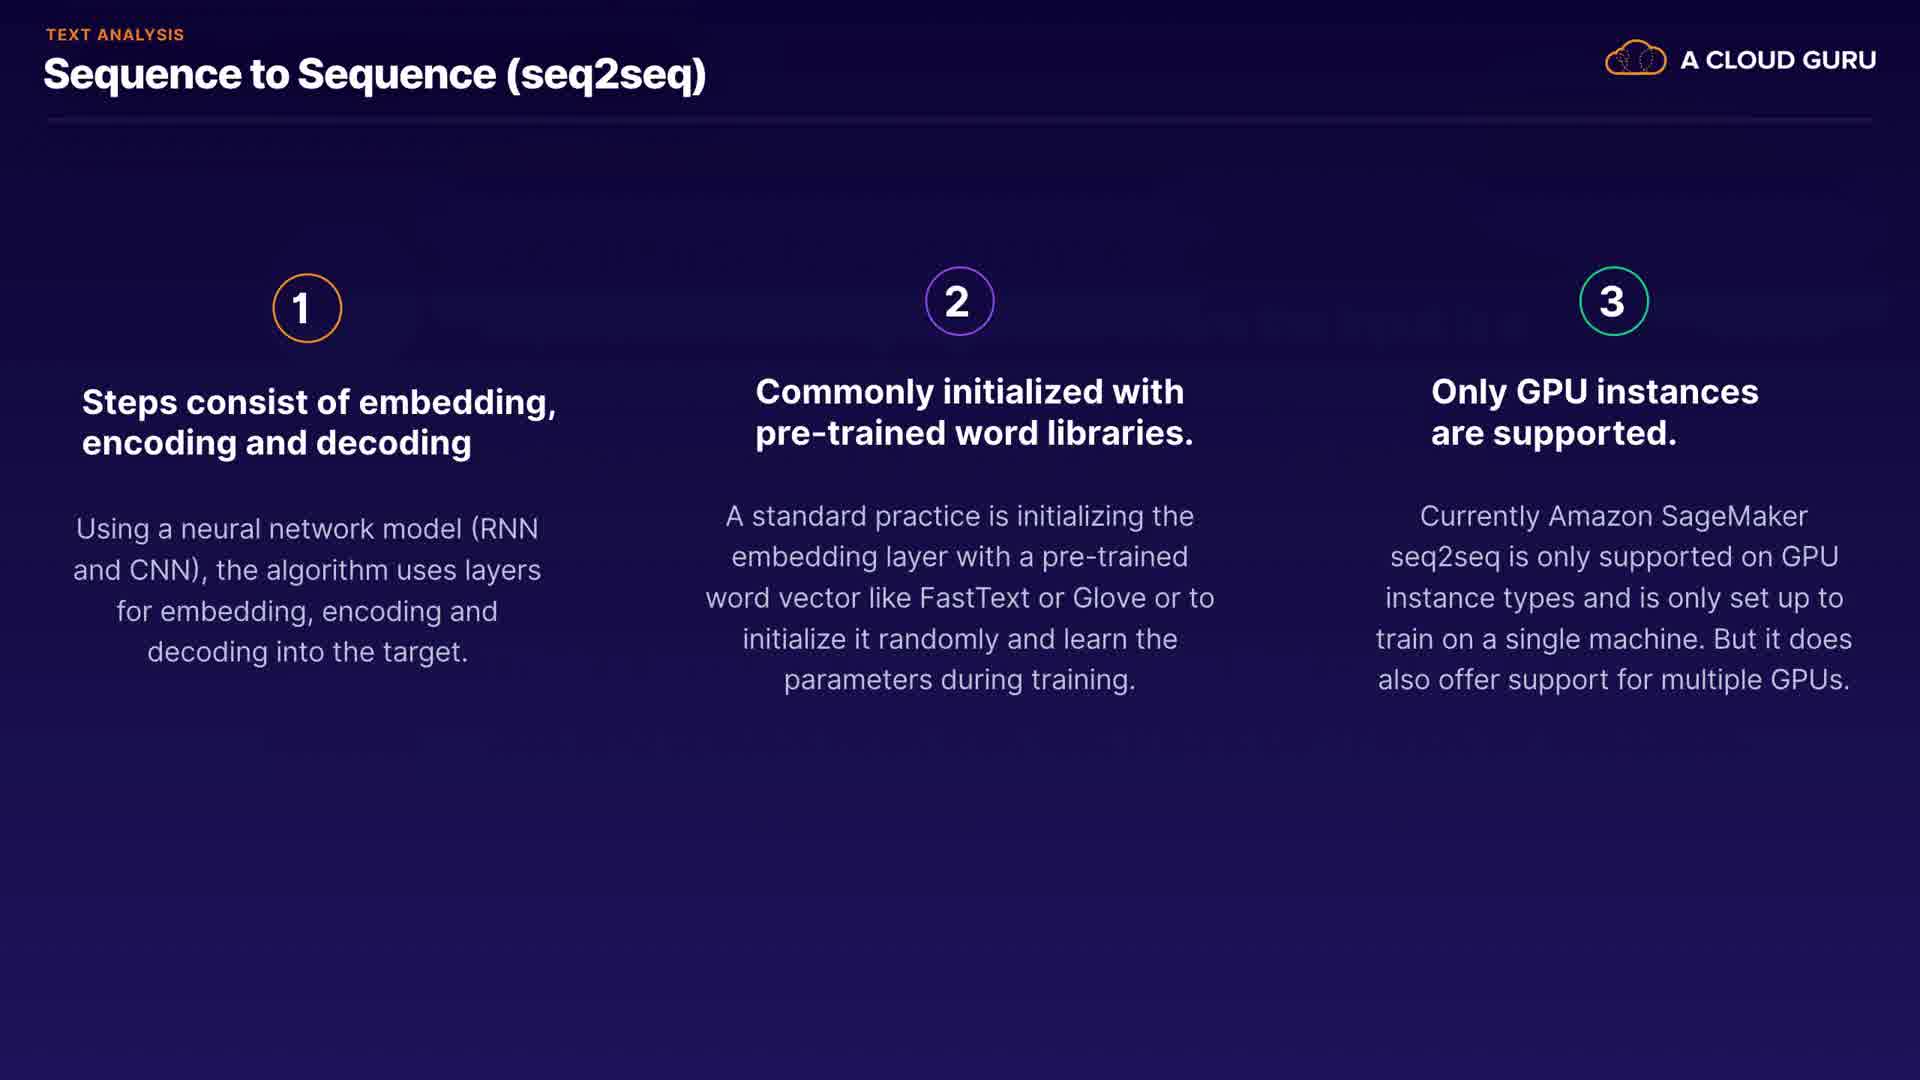 TEXT ANALYSIS
Sequence to Sequence (seq2seq)
A CLOUD GURU
1
Steps consist of embedding,
encoding and decoding
Using a neural network model (RNN
and CNN), the algorithm uses layers
for embedding, encoding and
decoding into the target.
2
Commonly initialized with
pre-trained word libraries.
A standard practice is initializing the
embedding layer with a pre-trained
word vector like FastText or Glove or to
initialize it randomly and learn the
parameters during training.
3
Only GPU instances
are supported.
Currently Amazon SageMaker
seq2seq is only supported on GPU
instance types and is only set up to
train on a single machine. But it does
also offer support for multiple GPUs.